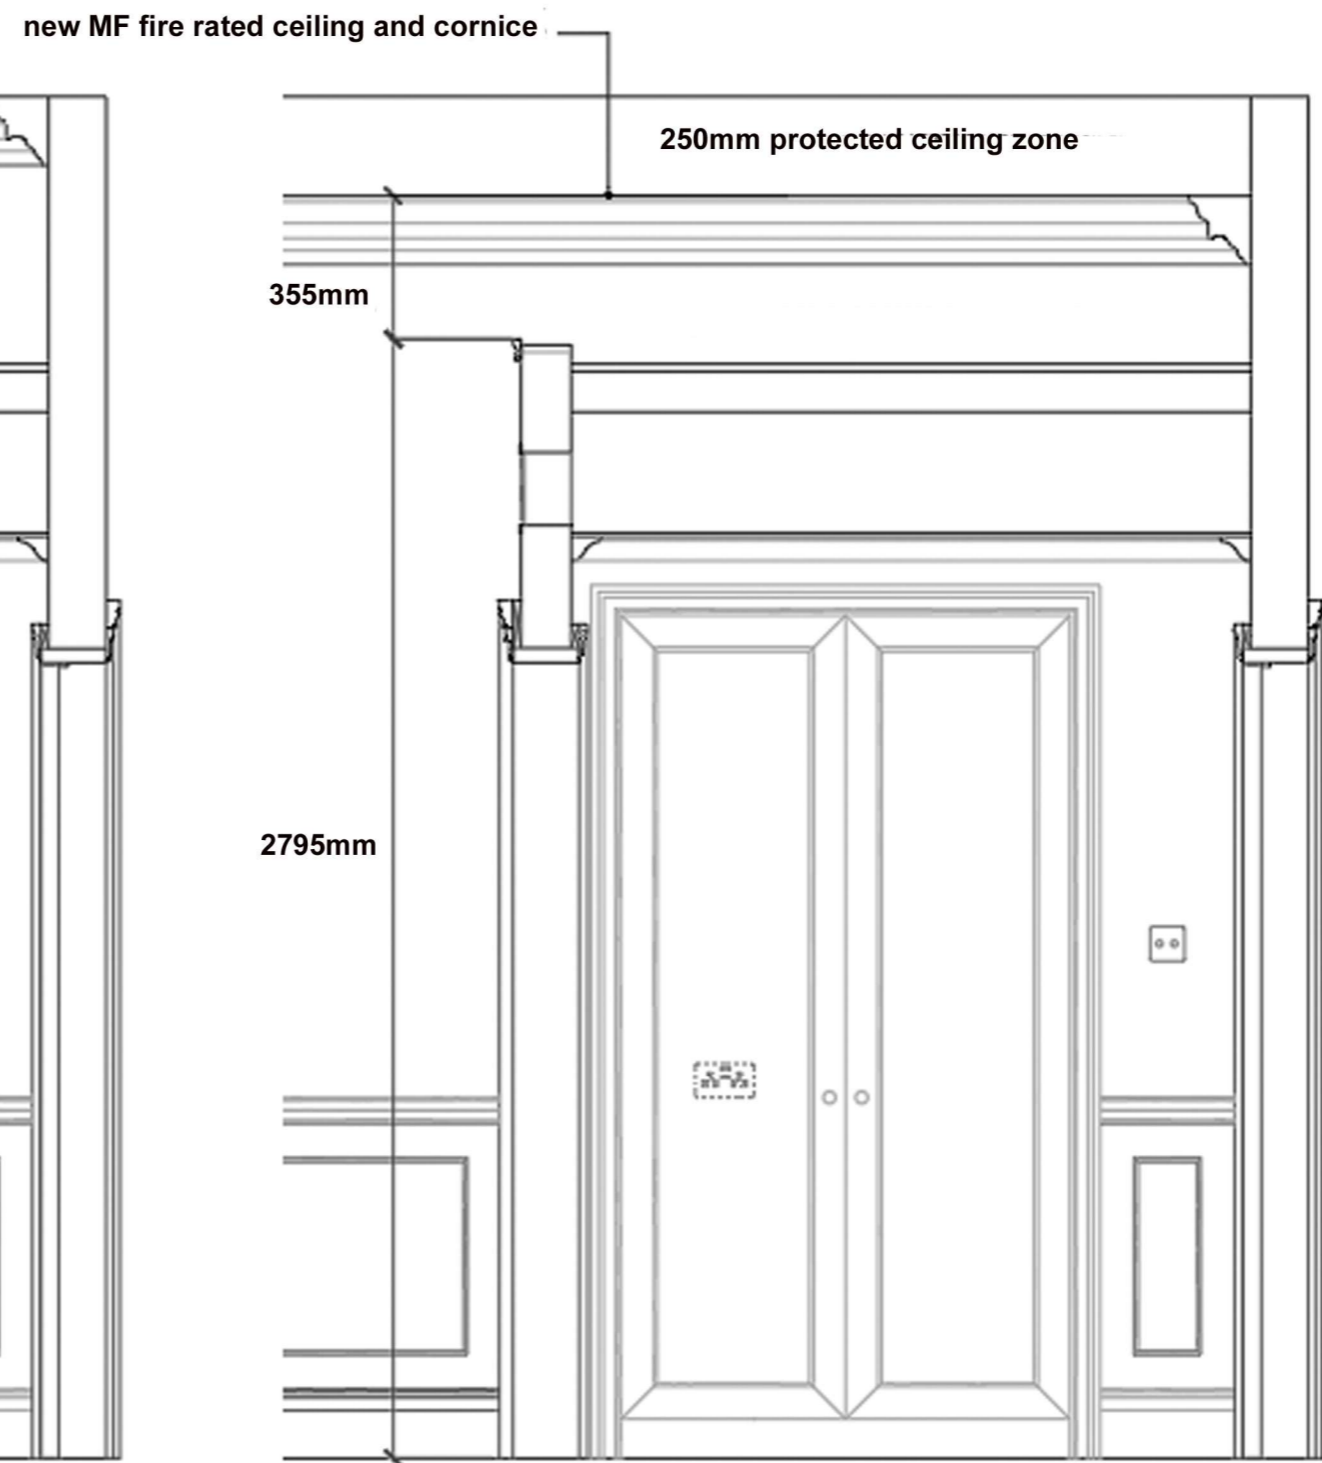 new MF fire rated ceiling and cornice
250mm protected ceiling zone
355mm
2795mm